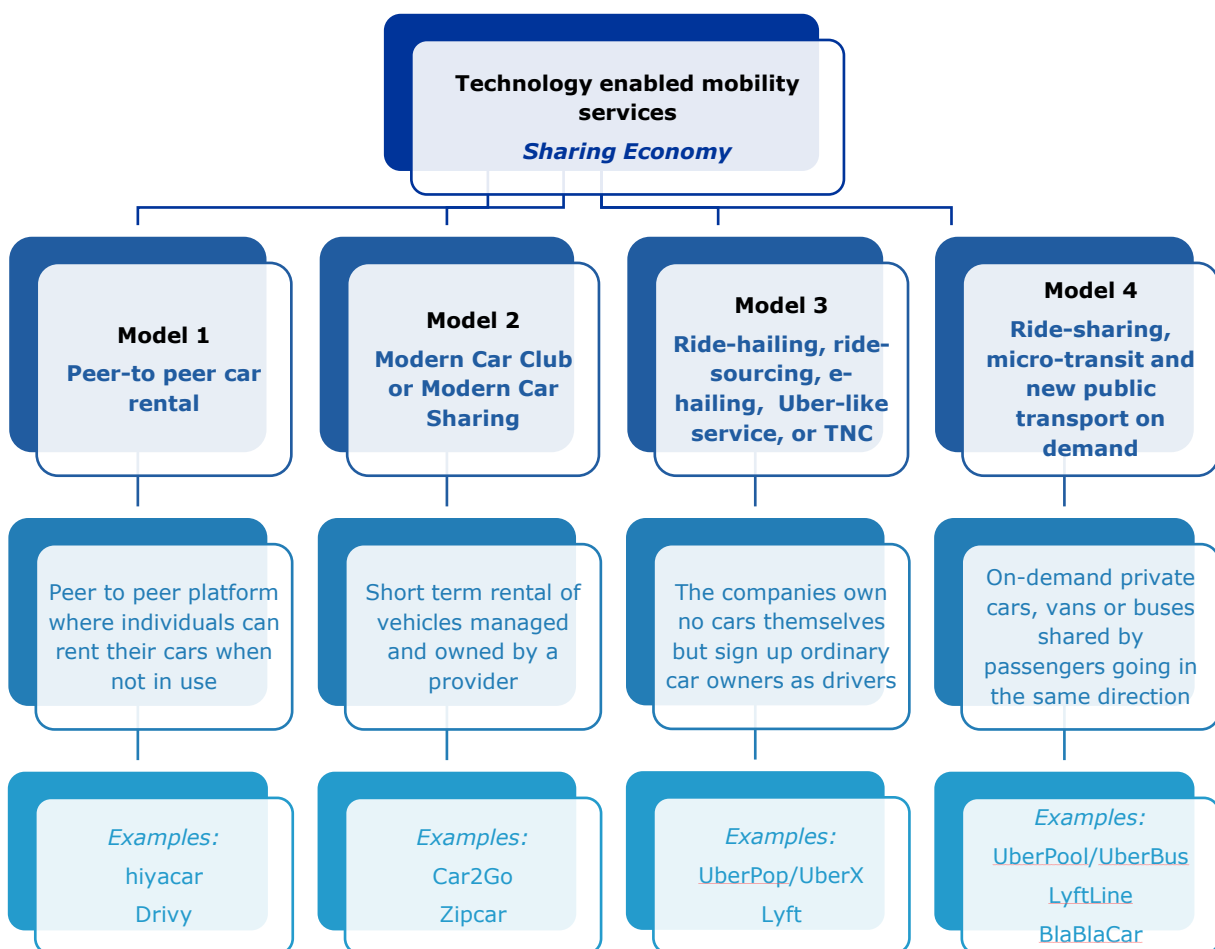 Technology enabled mobility
services
Sharing Economy
Model 1
Peer-to peer car
rental
Model 2
Modern Car Club
or Modern Car
Sharing
Model 3
Ride-hailing, ride-
sourcing, e-
hailing, Uber-like
service, or TNC
Model 4
Ride-sharing,
micro-transit and
new public
transport on
demand
Peer to peer platform
where individuals can
rent their cars when
not in use
Short term rental of
vehicles managed
and owned by a
provider
The companies own
no cars themselves
but sign up ordinary
car owners as drivers
On-demand private
cars, vans or buses
shared by
passengers going in
the same direction
Examples:
hiyacar
Drivy
Examples:
Car2Go
Zipcar
Examples:
UberPop/UberX
Lyft
Examples:
UberPool/UberBus
LyftLine
BlaBlaCar